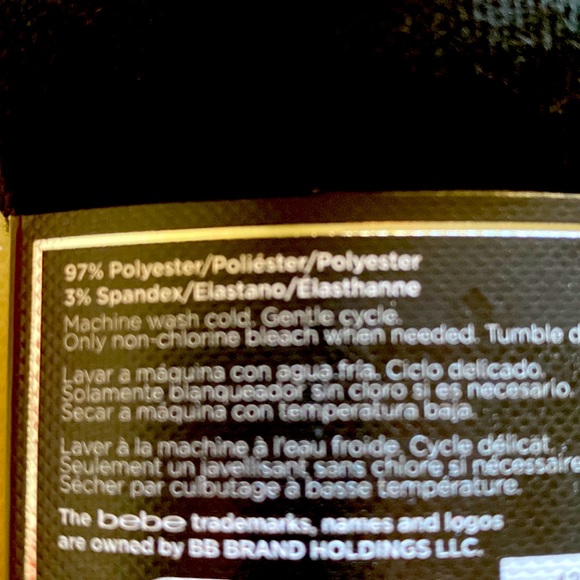 97% Polyester/Poliéster/Polyester
3% Spandex/Elastano/Élasthanne
Machine wash cold. Gentle cycle.
Only non-chlorine bleach when needed. Tumble
Lavar a máquina con agua fría. Ciclo delicado.
Solamente blanqueador sin cloro si es necesario.
Secar a máquina con temperatura baja.
Laver à la machine à l'eau froide. Cycle délicat.
Seulement un javellisant sans chlore si nécessaire
Sécher par culbutage à basse température.
The bebe trademarks, names and logos
are owned by BB BRAND HOLDINGS LLC.